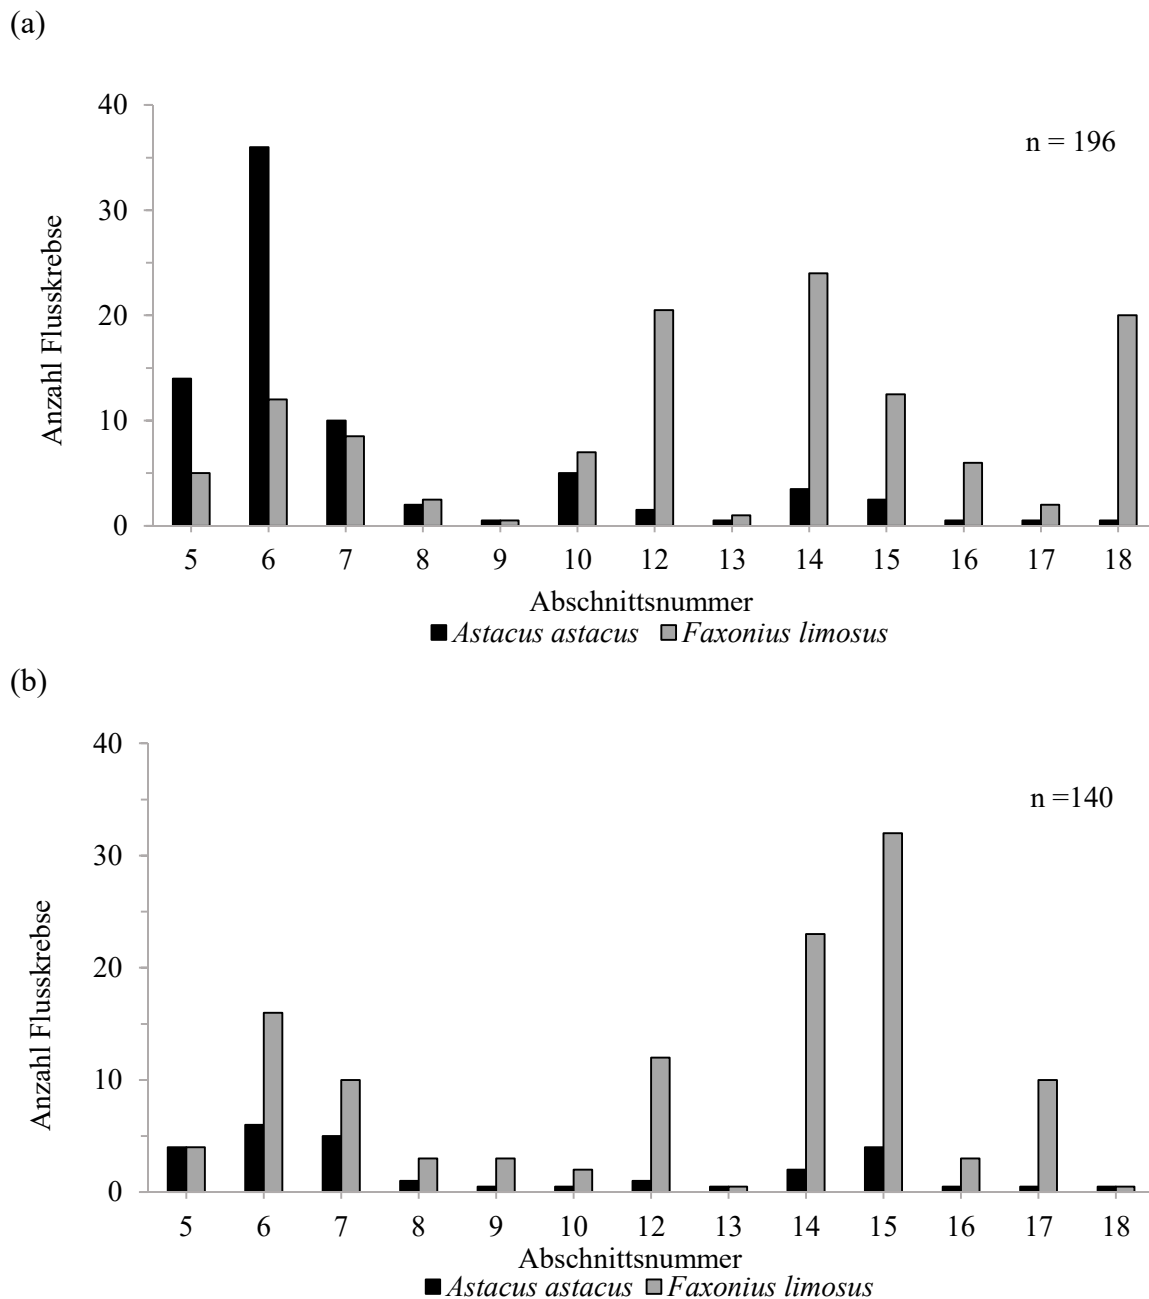 (a)
40
n = 196
30
20
10
0
Anzahl Flusskrebse
5 6 7 8 9 10 12 13 14 15 16 17 18
Abschnittsnummer
Astacus astacus Faxonius limosus
(b)
40
n =140
30
20
10
0
Anzahl Flusskrebse
5 6 7 8 9 10 12 13 14 15 16 17 18
Abschnittsnummer
Astacus astacus Faxonius limosus